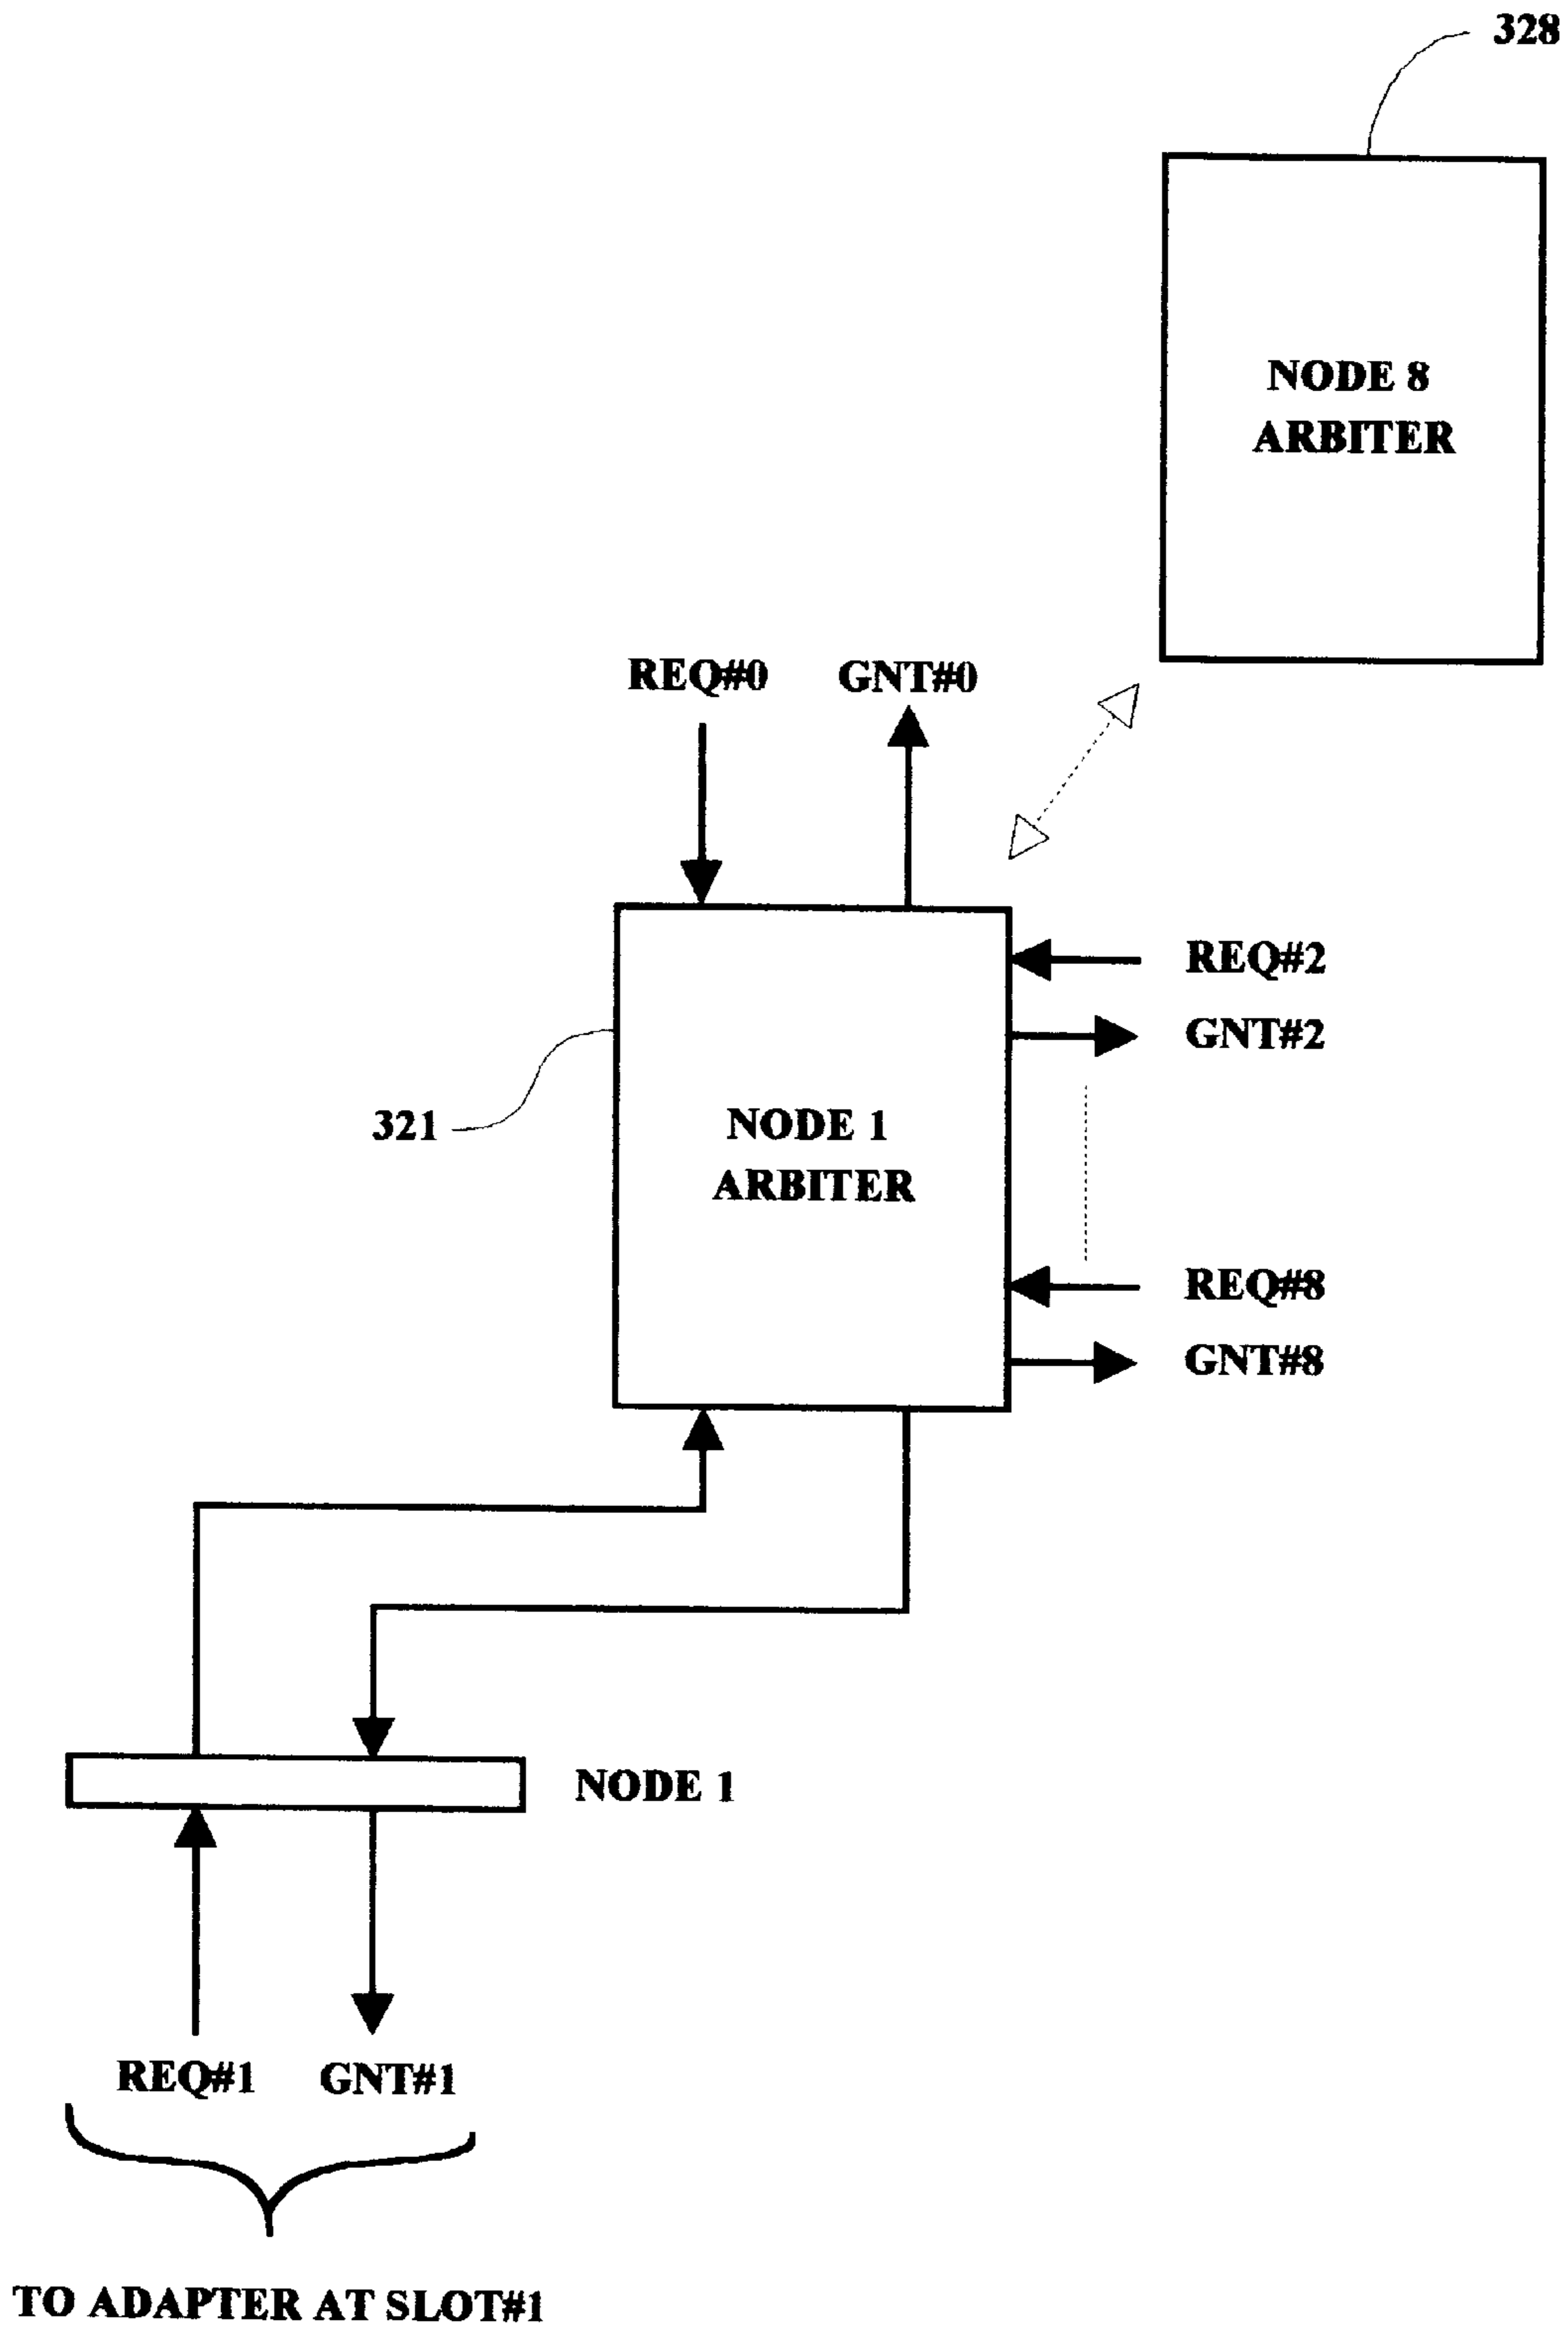 328
NODE 8
ARBITER
REQ#0 GNT#0
REQ#2
GNT#2
321
NODE 1
ARBITER
REQ#8
GNT#8
NODE 1
REQ#1 GNT#1
TO ADAPTER AT SLOT#1